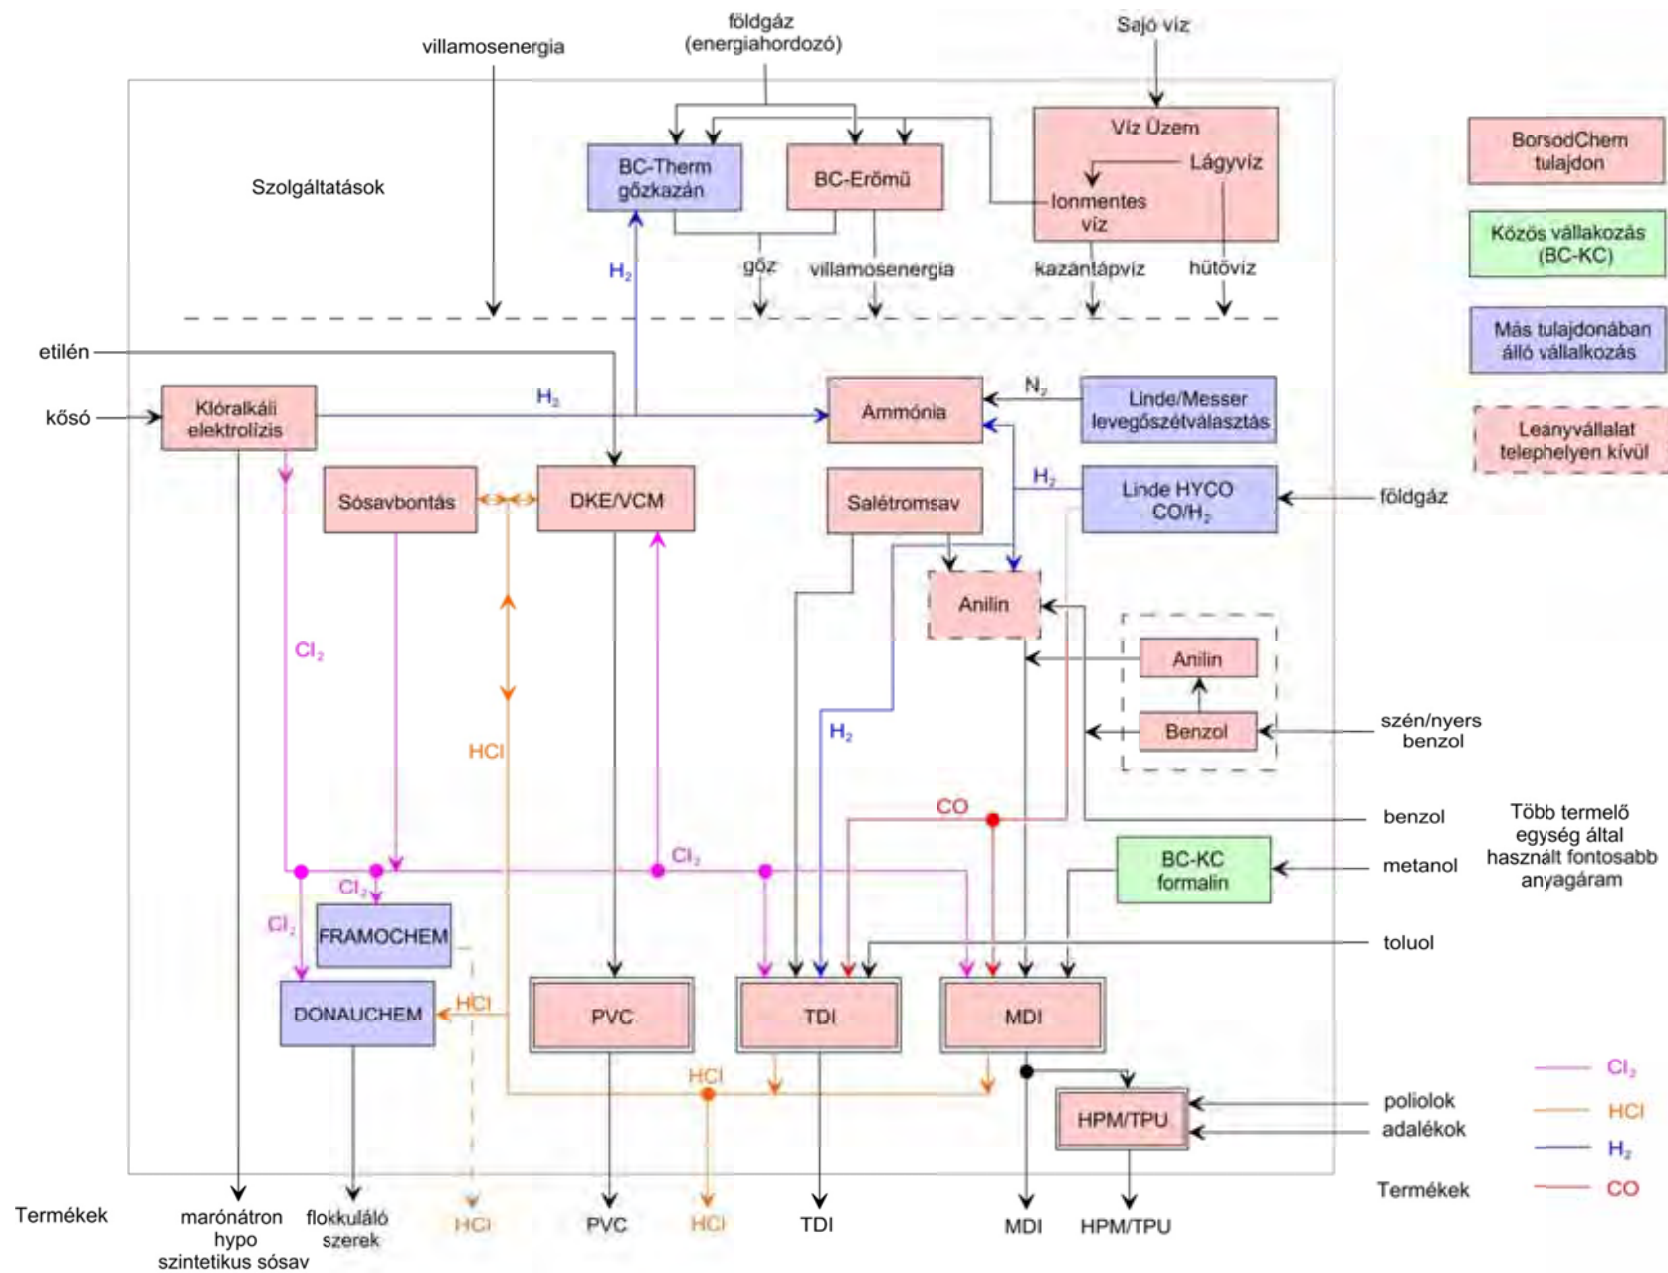 villamosenergia
földgáz
(energiahordozó)
Sajó víz
Szolgáltatások
BC-Therm
gőzkazán
BC-Erőmű
Víz Üzem
Lágyvíz
Ionmentes
víz
H₂
gőz
villamosenergia
kazántápvíz
hűtővíz
BorsodChem
tulajdon
Közös vállakozás
(BC-KC)
Más tulajdonában
álló vállalkozás
Leányvállalat
telephelyen kívül
etilén
kősó
Klóralkáli
elektrolízis
H₂
Ammónia
N₂
Linde/Messer
levegőszétválasztás
Sósavbontás
DKE/VCM
Salétromsav
H₂
Linde HYCO
CO/H₂
földgáz
Anilin
Cl₂
Anilin
Benzol
szén/nyers
benzol
HCl
H₂
CO
benzol
Több termelő
egység által
használt fontosabb
anyagáram
Cl₂
BC-KC
formalin
metanol
Cl₂
Cl₂
FRAMOCHEM
toluol
DONAUCHEM
HCl
PVC
TDI
MDI
HCl
HPM/TPU
poliolok
adalékok
Cl₂
HCl
H₂
CO
Termékek
Termékek
marónátron
hypo
szintetikus sósav
flokkuláló
szerek
HCl
PVC
HCl
TDI
MDI
HPM/TPU